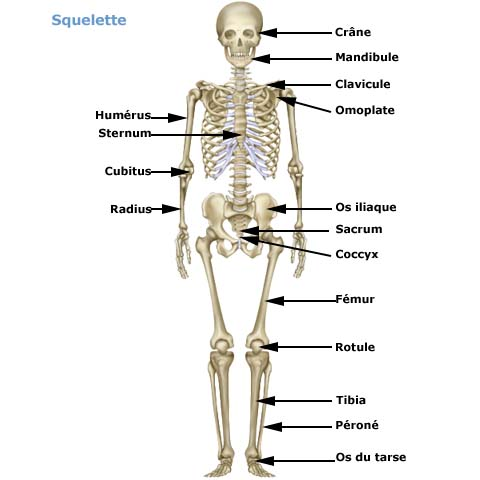 Squelette
Crâne
Mandibule
Clavicule
Omoplate
Humérus
Sternum
Cubitus
Radius
Os iliaque
Sacrum
Coccyx
Fémur
Rotule
Tibia
Péroné
Os du tarse